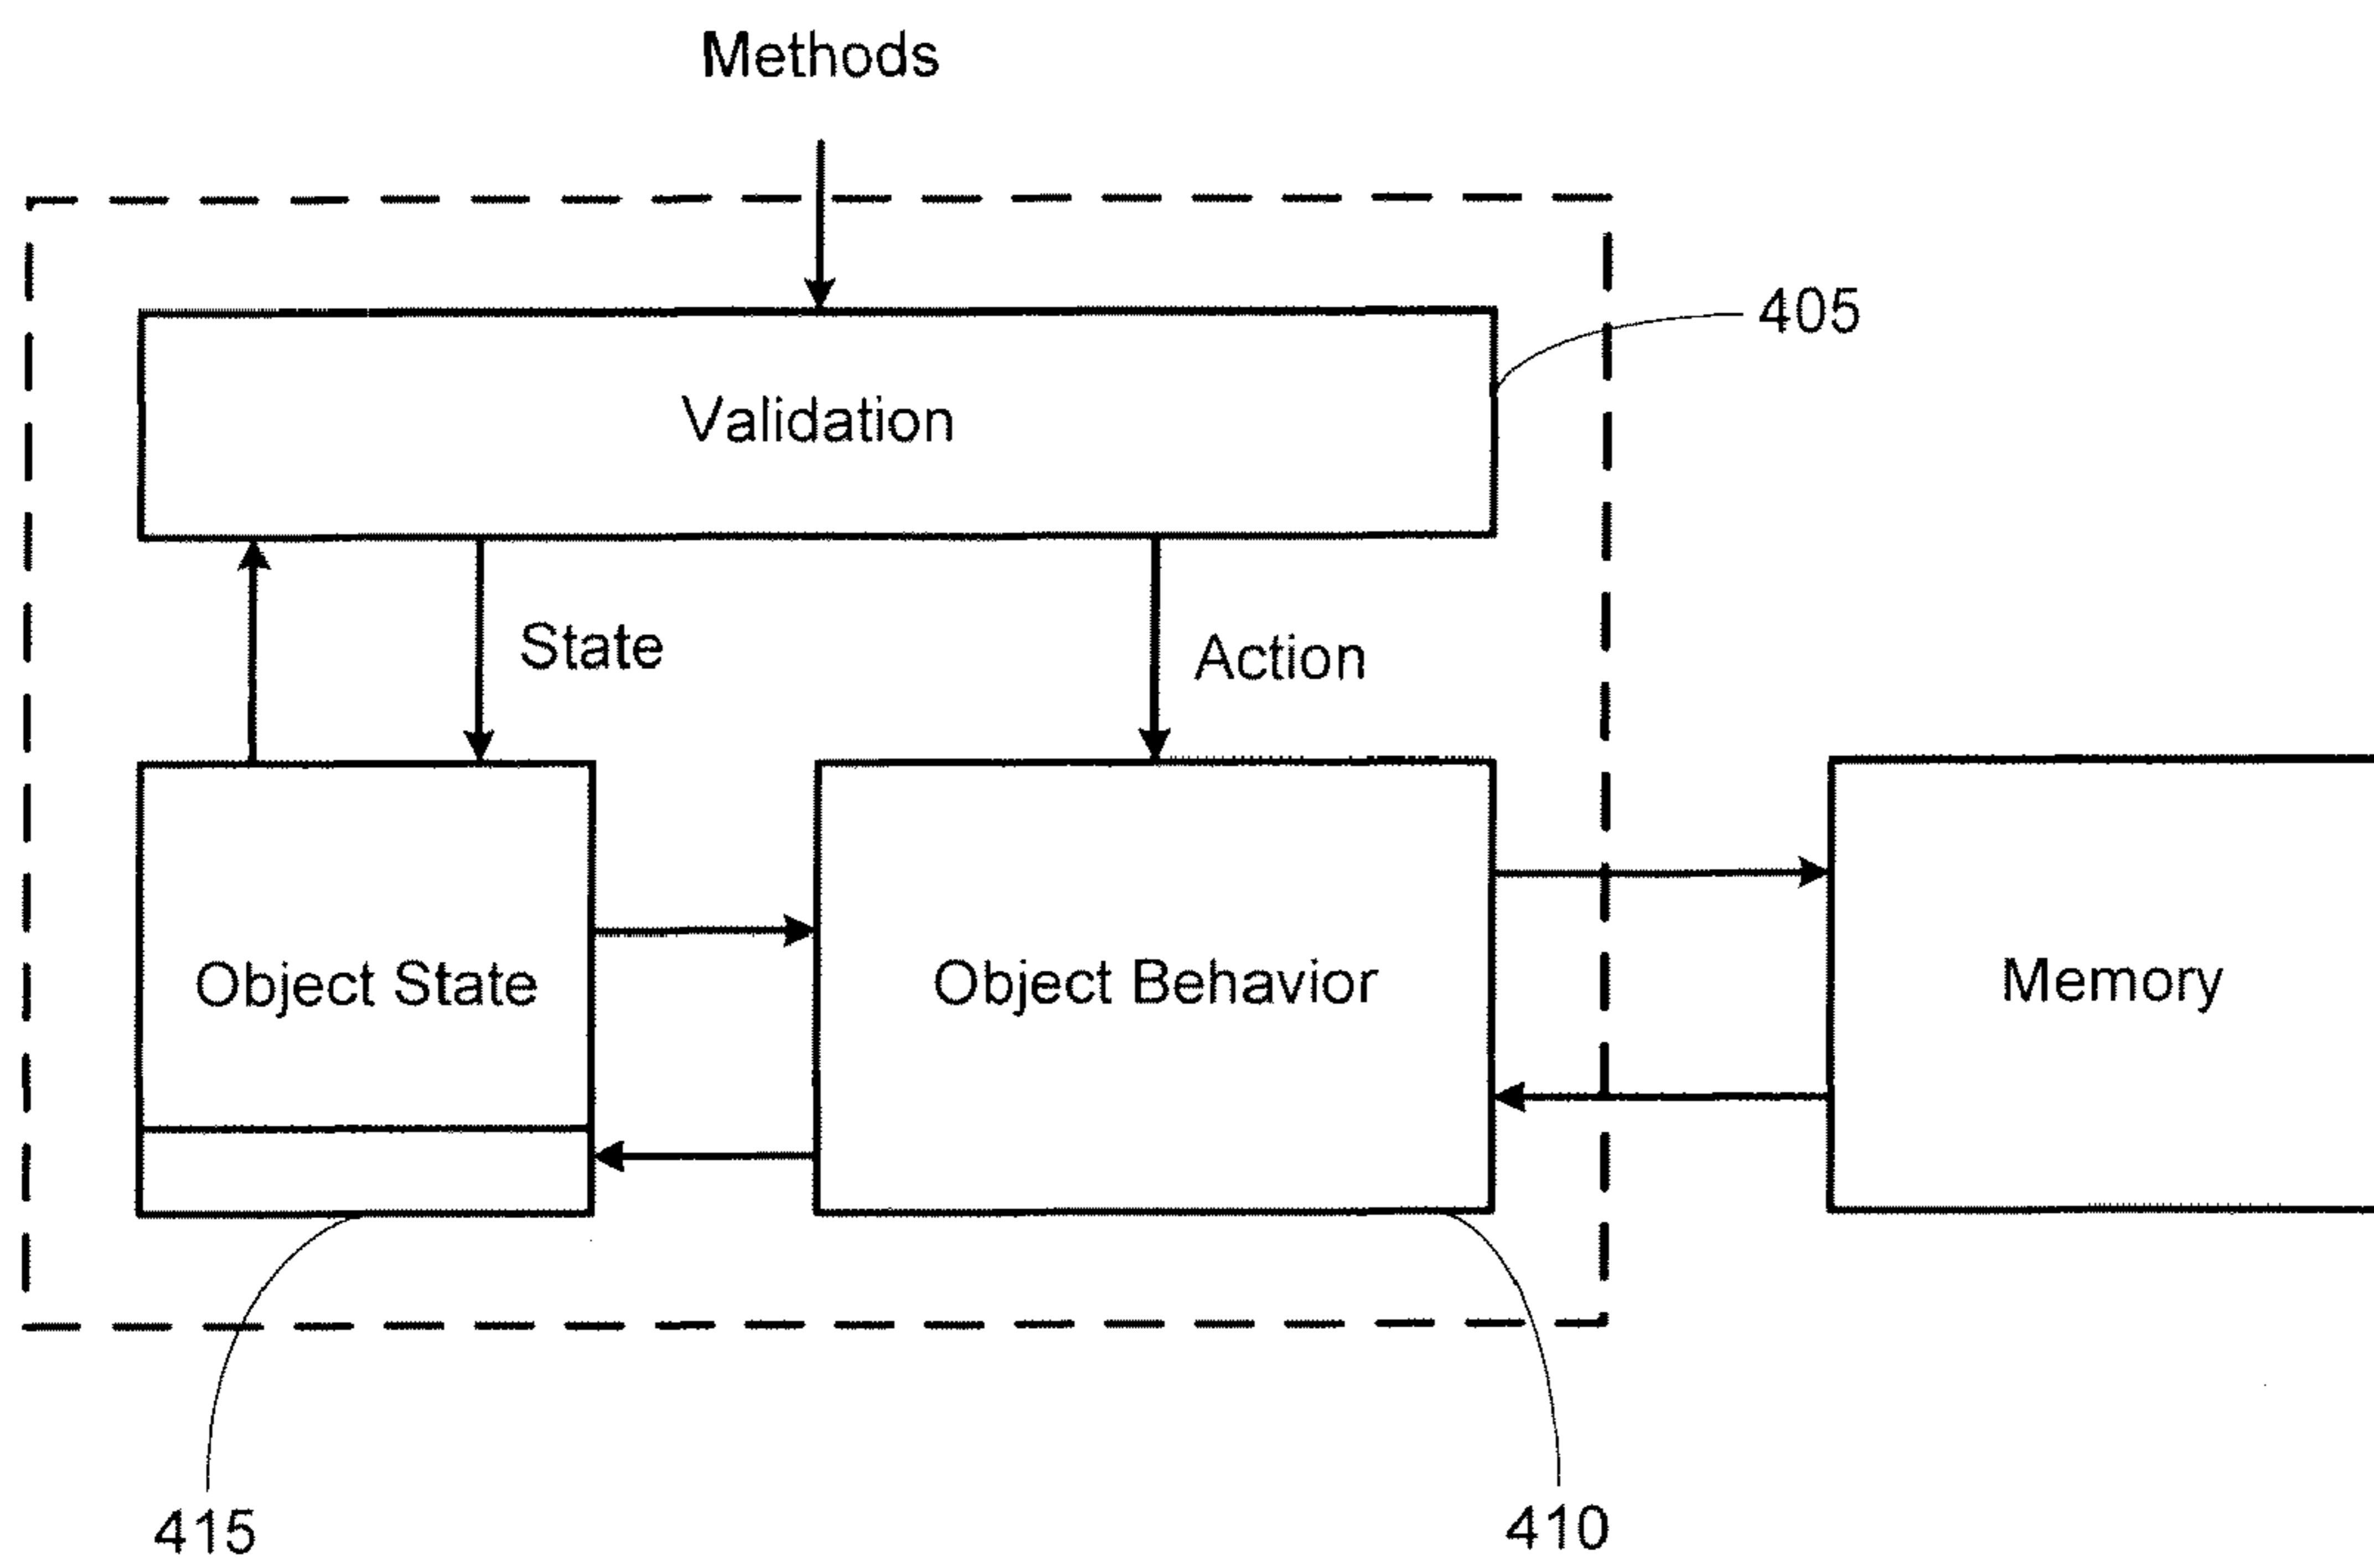 Methods
405
Validation
State
Action
Object State
Object Behavior
Memory
415
410